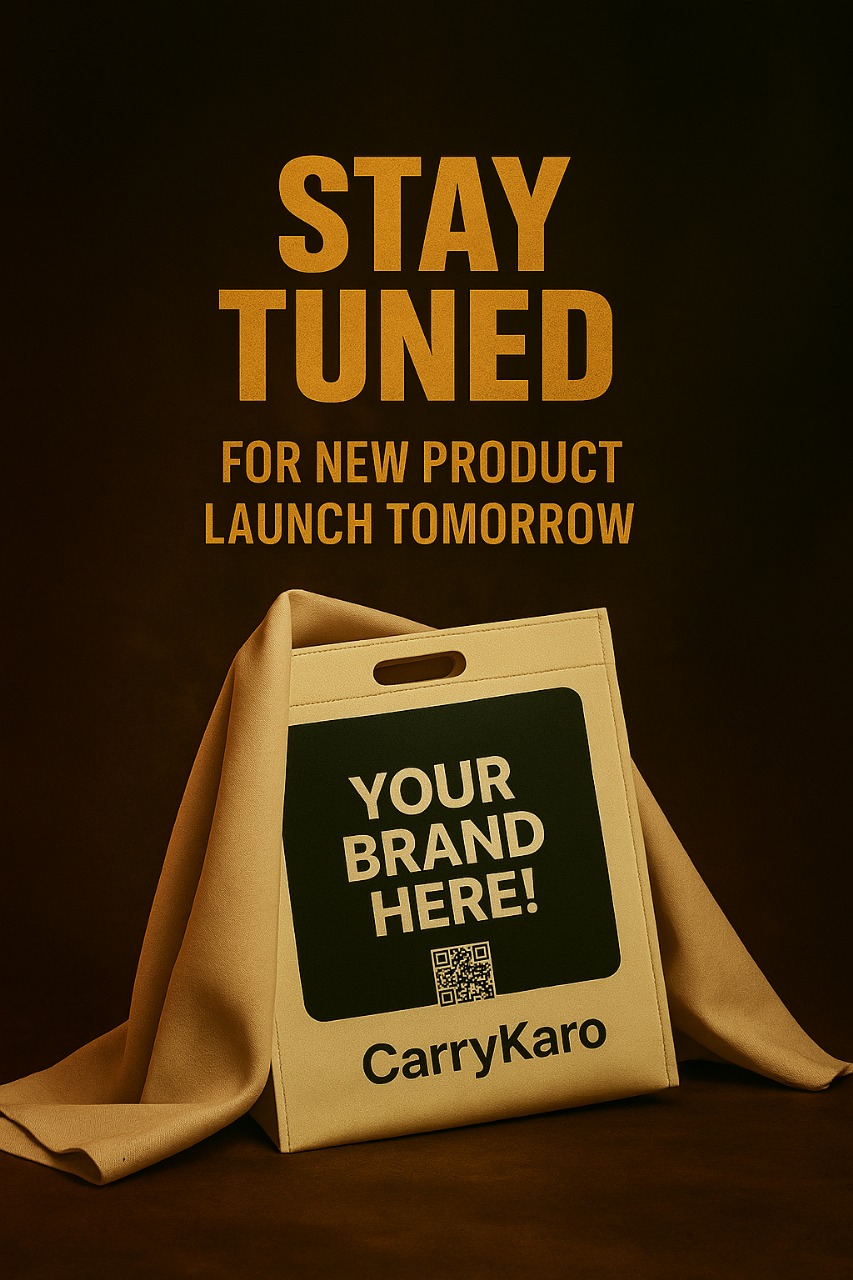 STAY
TUNED
FOR NEW PRODUCT
LAUNCH TOMORROW
YOUR
BRAND
HERE!
CarryKaro